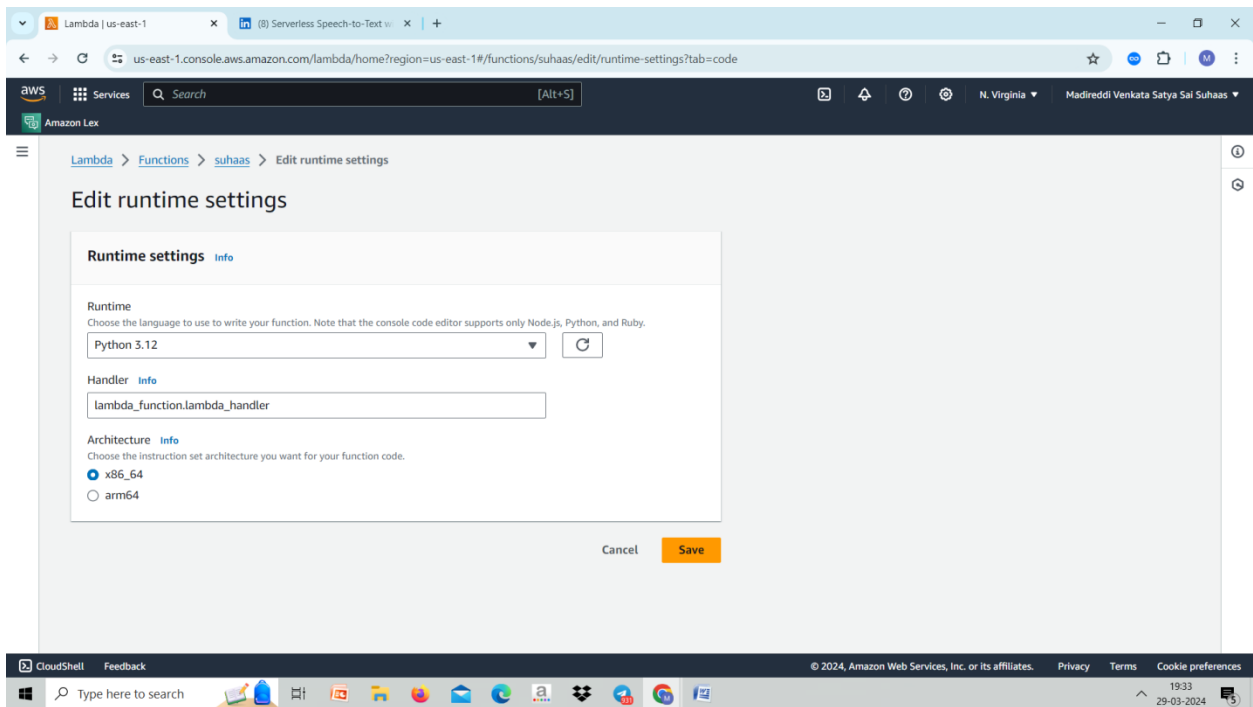 Lambda | us-east-1
(8) Serverless Speech-to-Text w
us-east-1.console.aws.amazon.com/lambda/home?region=us-east-1#/functions/suhaas/edit/runtime-settings?tab=code
M
aws
Services
Search
[Alt+S]
N. Virginia
Madireddi Venkata Satya Sai Suhaas
Amazon Lex
Lambda > Functions > suhaas > Edit runtime settings
Edit runtime settings
Runtime settings Info
Runtime
Choose the language to use to write your function. Note that the console code editor supports only Node.js, Python, and Ruby.
Python 3.12
Handler Info
lambda_function.lambda_handler
Architecture Info
Choose the instruction set architecture you want for your function code.
x86_64
arm64
Cancel
Save
CloudShell Feedback
© 2024, Amazon Web Services, Inc. or its affiliates. Privacy Terms Cookie preferences
Type here to search
19:33
29-03-2024